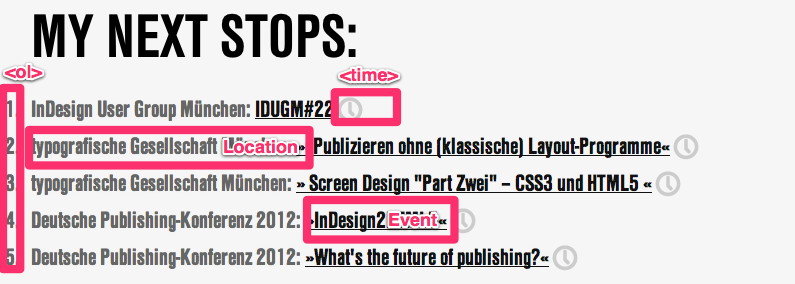 MY NEXT STOPS:
<ol>
<time>
1. InDesign User Group München: IDUGM#22
2. typografische Gesellschaft Location» Publizieren ohne (klassische) Layout-Programme«
3. typografische Gesellschaft München: » Screen Design "Part Zwei" – CSS3 und HTML5 «
4. Deutsche Publishing-Konferenz 2012: »InDesign2 Event«
5. Deutsche Publishing-Konferenz 2012: »What's the future of publishing?«